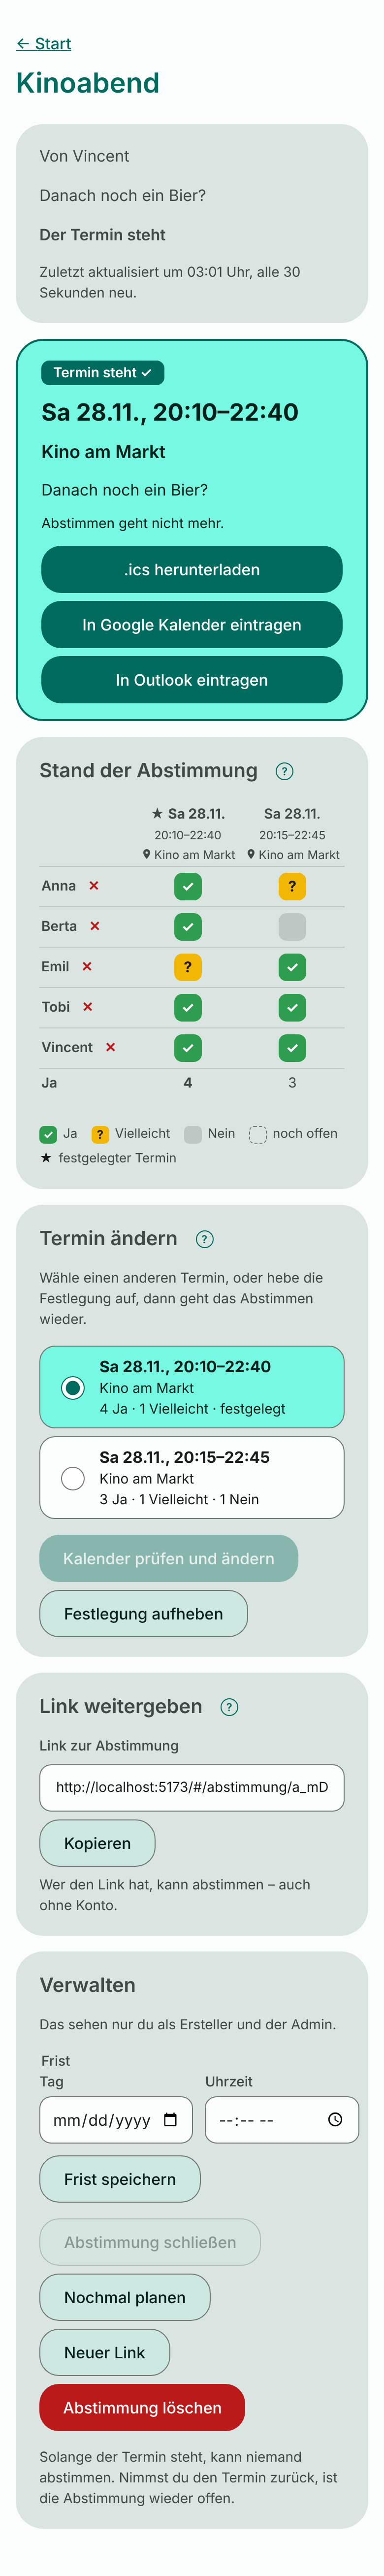 ← Start
Kinoabend
Von Vincent
Danach noch ein Bier?
Der Termin steht
Zuletzt aktualisiert um 03:01 Uhr, alle 30
Sekunden neu.
Termin steht ✓
Sa 28.11., 20:10–22:40
Kino am Markt
Danach noch ein Bier?
Abstimmen geht nicht mehr.
.ics herunterladen
In Google Kalender eintragen
In Outlook eintragen
Stand der Abstimmung ?
★ Sa 28.11. Sa 28.11.
20:10–22:40 20:15–22:45
Kino am Markt Kino am Markt
Anna ✕ ✓ ?
Berta ✕ ✓
Emil ✕ ? ✓
Tobi ✕ ✓ ✓
Vincent ✕ ✓ ✓
Ja 4 3
✓ Ja ? Vielleicht Nein noch offen
★ festgelegter Termin
Termin ändern ?
Wähle einen anderen Termin, oder hebe die
Festlegung auf, dann geht das Abstimmen
wieder.
Sa 28.11., 20:10–22:40
Kino am Markt
4 Ja · 1 Vielleicht · festgelegt
Sa 28.11., 20:15–22:45
Kino am Markt
3 Ja · 1 Vielleicht · 1 Nein
Kalender prüfen und ändern
Festlegung aufheben
Link weitergeben ?
Link zur Abstimmung
http://localhost:5173/#/abstimmung/a_mD
Kopieren
Wer den Link hat, kann abstimmen – auch
ohne Konto.
Verwalten
Das sehen nur du als Ersteller und der Admin.
Frist
Tag Uhrzeit
mm/dd/yyyy --:-- --
Frist speichern
Abstimmung schließen
Nochmal planen
Neuer Link
Abstimmung löschen
Solange der Termin steht, kann niemand
abstimmen. Nimmst du den Termin zurück, ist
die Abstimmung wieder offen.